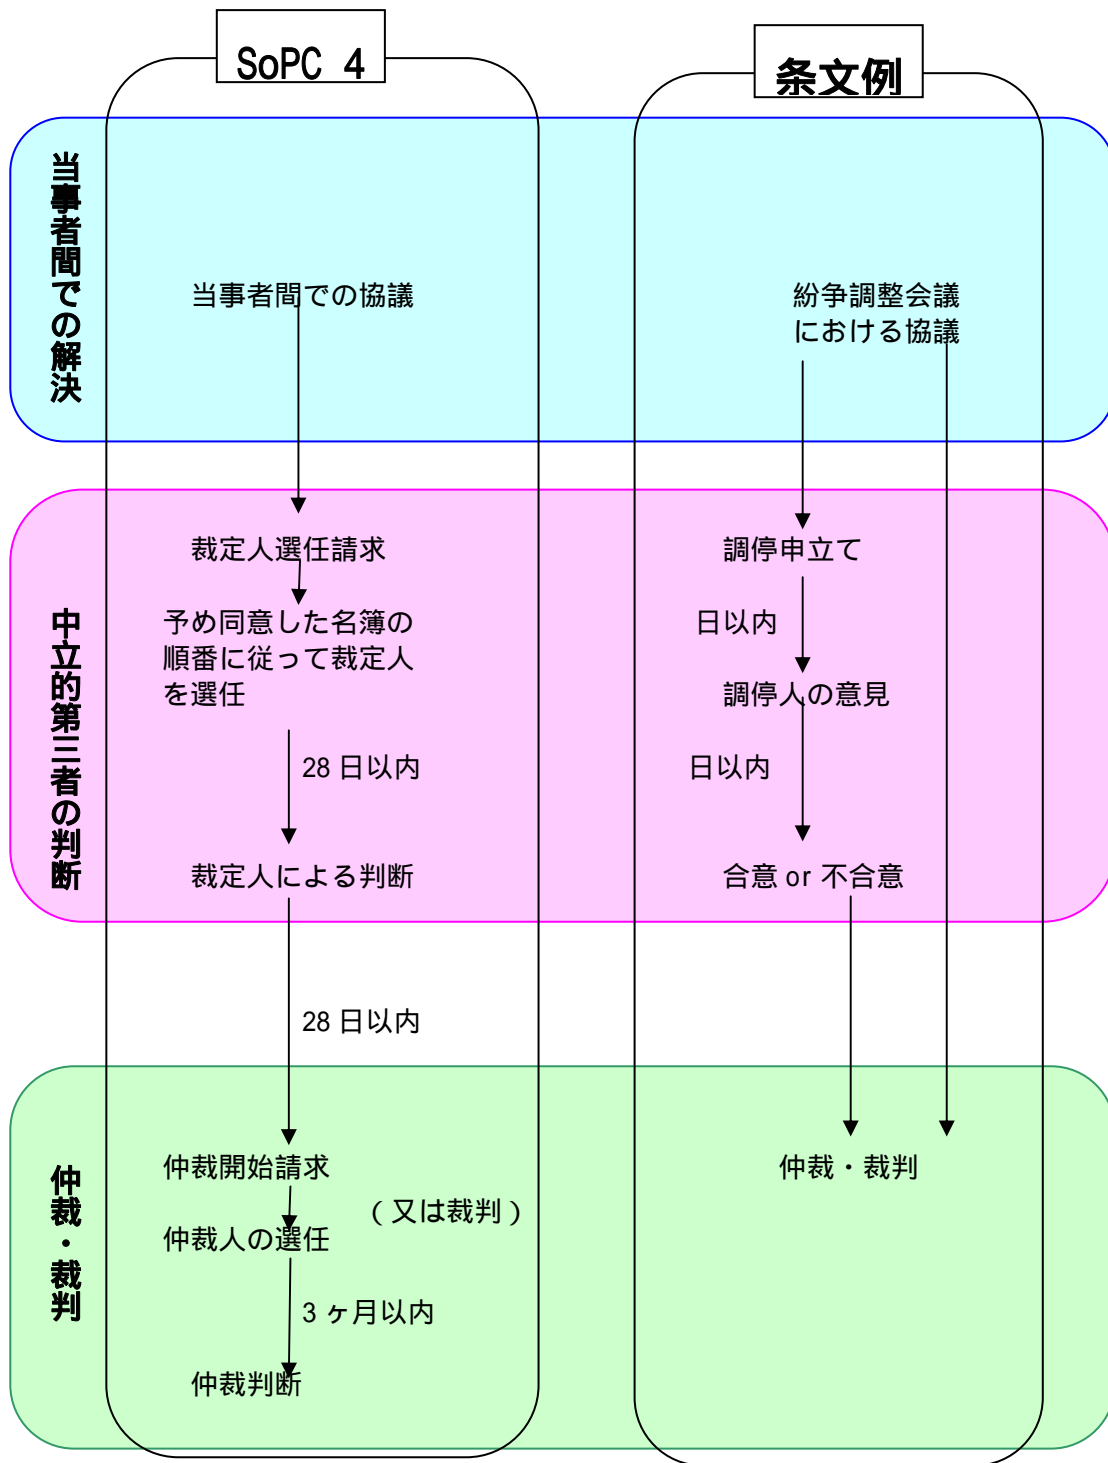 SoPC 4
条文例
当事者間での解決
当事者間での協議
紛争調整会議
における協議
中立的第三者の判断
裁定人選任請求
予め同意した名簿の
順番に従って裁定人
を選任
28 日以内
裁定人による判断
調停申立て
日以内
調停人の意見
日以内
合意 or 不合意
28 日以内
仲裁・裁判
仲裁開始請求
（又は裁判）
仲裁人の選任
3 ヶ月以内
仲裁判断
仲裁・裁判